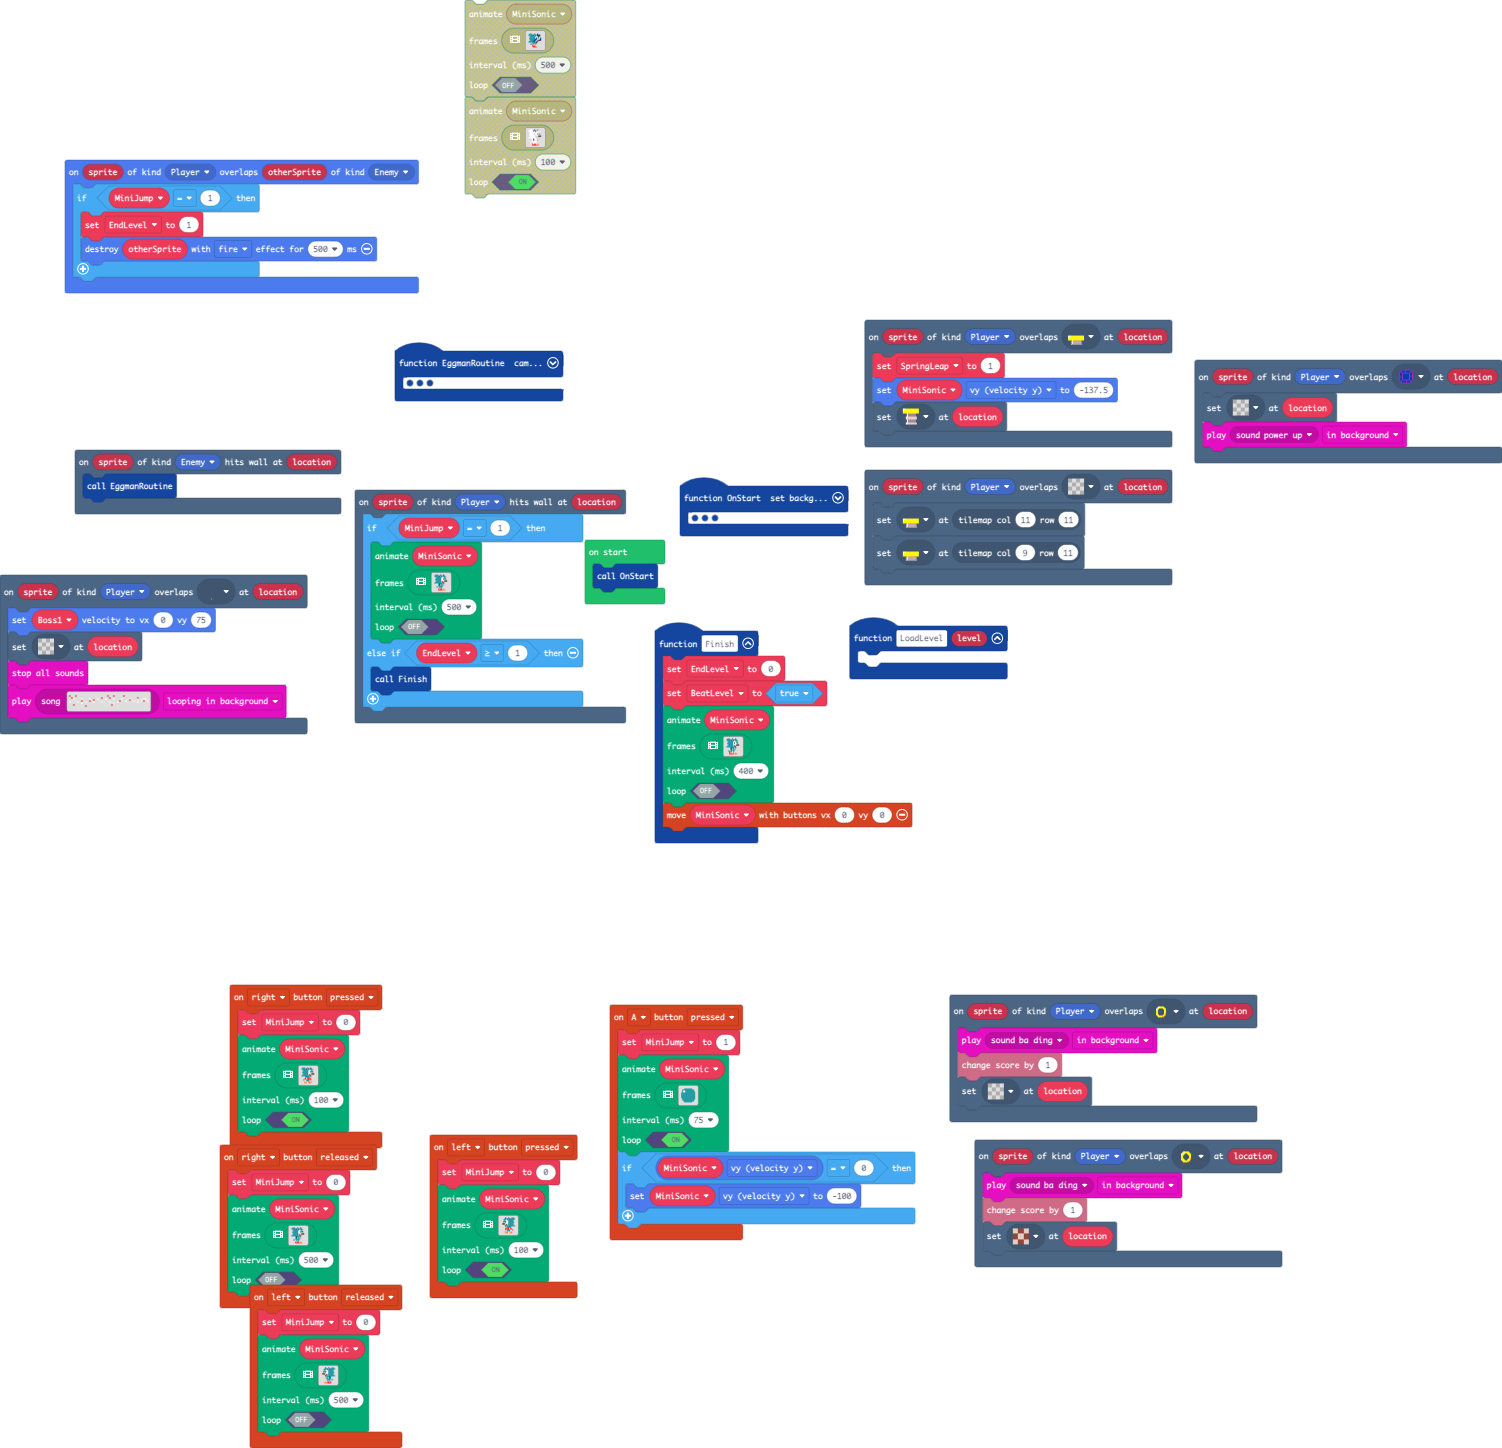 animate MiniSonic
frames
interval (ms) 500
loop OFF
animate MiniSonic
frames
interval (ms) 100
loop ON
on sprite of kind Player overlaps otherSprite of kind Enemy
if MiniJump = 1 then
set EndLevel to 1
destroy otherSprite with fire effect for 500 ms
function EggmanRoutine cam...
on sprite of kind Player overlaps at location
set SpringLeap to 1
set MiniSonic vy (velocity y) to -137.5
set at location
on sprite of kind Player overlaps at location
set at location
play sound power up in background
on sprite of kind Enemy hits wall at location
call EggmanRoutine
on sprite of kind Player hits wall at location
if MiniJump = 1 then
animate MiniSonic
frames
interval (ms) 500
loop OFF
else if EndLevel ≥ 1 then
call Finish
function OnStart set backg...
on start
call OnStart
on sprite of kind Player overlaps at location
set at tilemap col 11 row 11
set at tilemap col 9 row 11
on sprite of kind Player overlaps at location
set Boss1 velocity to vx 0 vy 75
set at location
stop all sounds
play song looping in background
function Finish
set EndLevel to 0
set BeatLevel to true
animate MiniSonic
frames
interval (ms) 400
loop OFF
move MiniSonic with buttons vx 0 vy 0
function LoadLevel level
on right button pressed
set MiniJump to 0
animate MiniSonic
frames
interval (ms) 100
loop ON
on right button released
set MiniJump to 0
animate MiniSonic
frames
interval (ms) 500
loop OFF
on left button released
set MiniJump to 0
animate MiniSonic
frames
interval (ms) 500
loop OFF
on left button pressed
set MiniJump to 0
animate MiniSonic
frames
interval (ms) 100
loop ON
on A button pressed
set MiniJump to 1
animate MiniSonic
frames
interval (ms) 75
loop ON
if MiniSonic vy (velocity y) = 0 then
set MiniSonic vy (velocity y) to -100
on sprite of kind Player overlaps at location
play sound ba ding in background
change score by 1
set at location
on sprite of kind Player overlaps at location
play sound ba ding in background
change score by 1
set at location